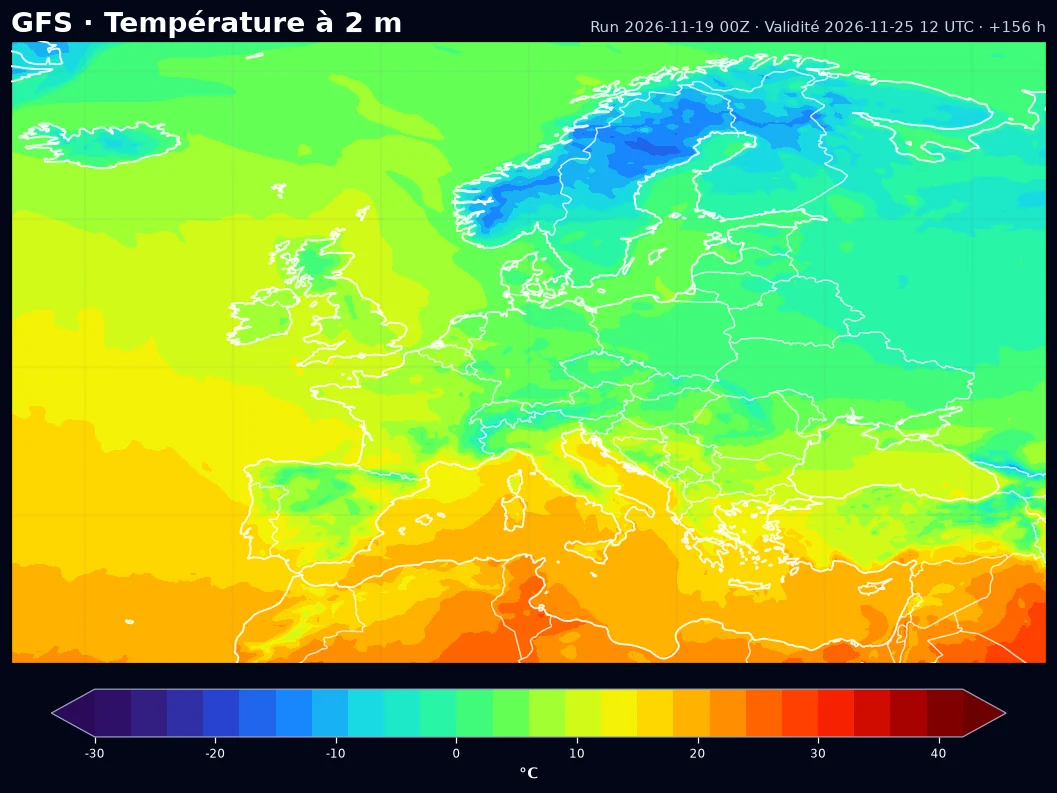 GFS · Température à 2 m
Run 2026-11-19 00Z · Validité 2026-11-25 12 UTC · +156 h
-30 -20 -10 0 10 20 30 40
°C